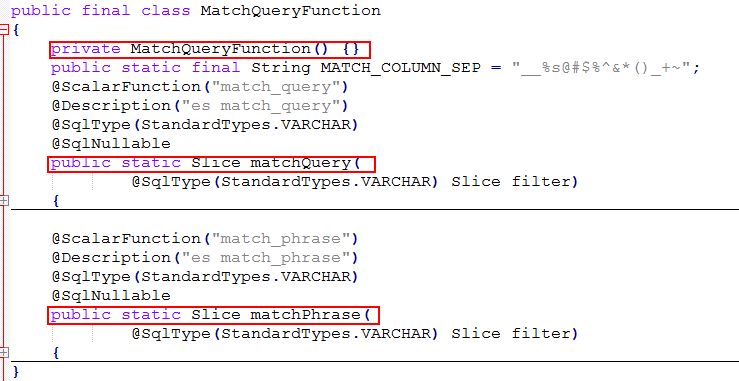 public final class MatchQueryFunction
{
private MatchQueryFunction() {}
public static final String MATCH_COLUMN_SEP = "__%s@#$%^&*()_+~";
@ScalarFunction("match_query")
@Description("es match_query")
@SqlType(StandardTypes.VARCHAR)
@SqlNullable
public static Slice matchQuery(
@SqlType(StandardTypes.VARCHAR) Slice filter)
{
@ScalarFunction("match_phrase")
@Description("es match_phrase")
@SqlType(StandardTypes.VARCHAR)
@SqlNullable
public static Slice matchPhrase(
@SqlType(StandardTypes.VARCHAR) Slice filter)
{
}